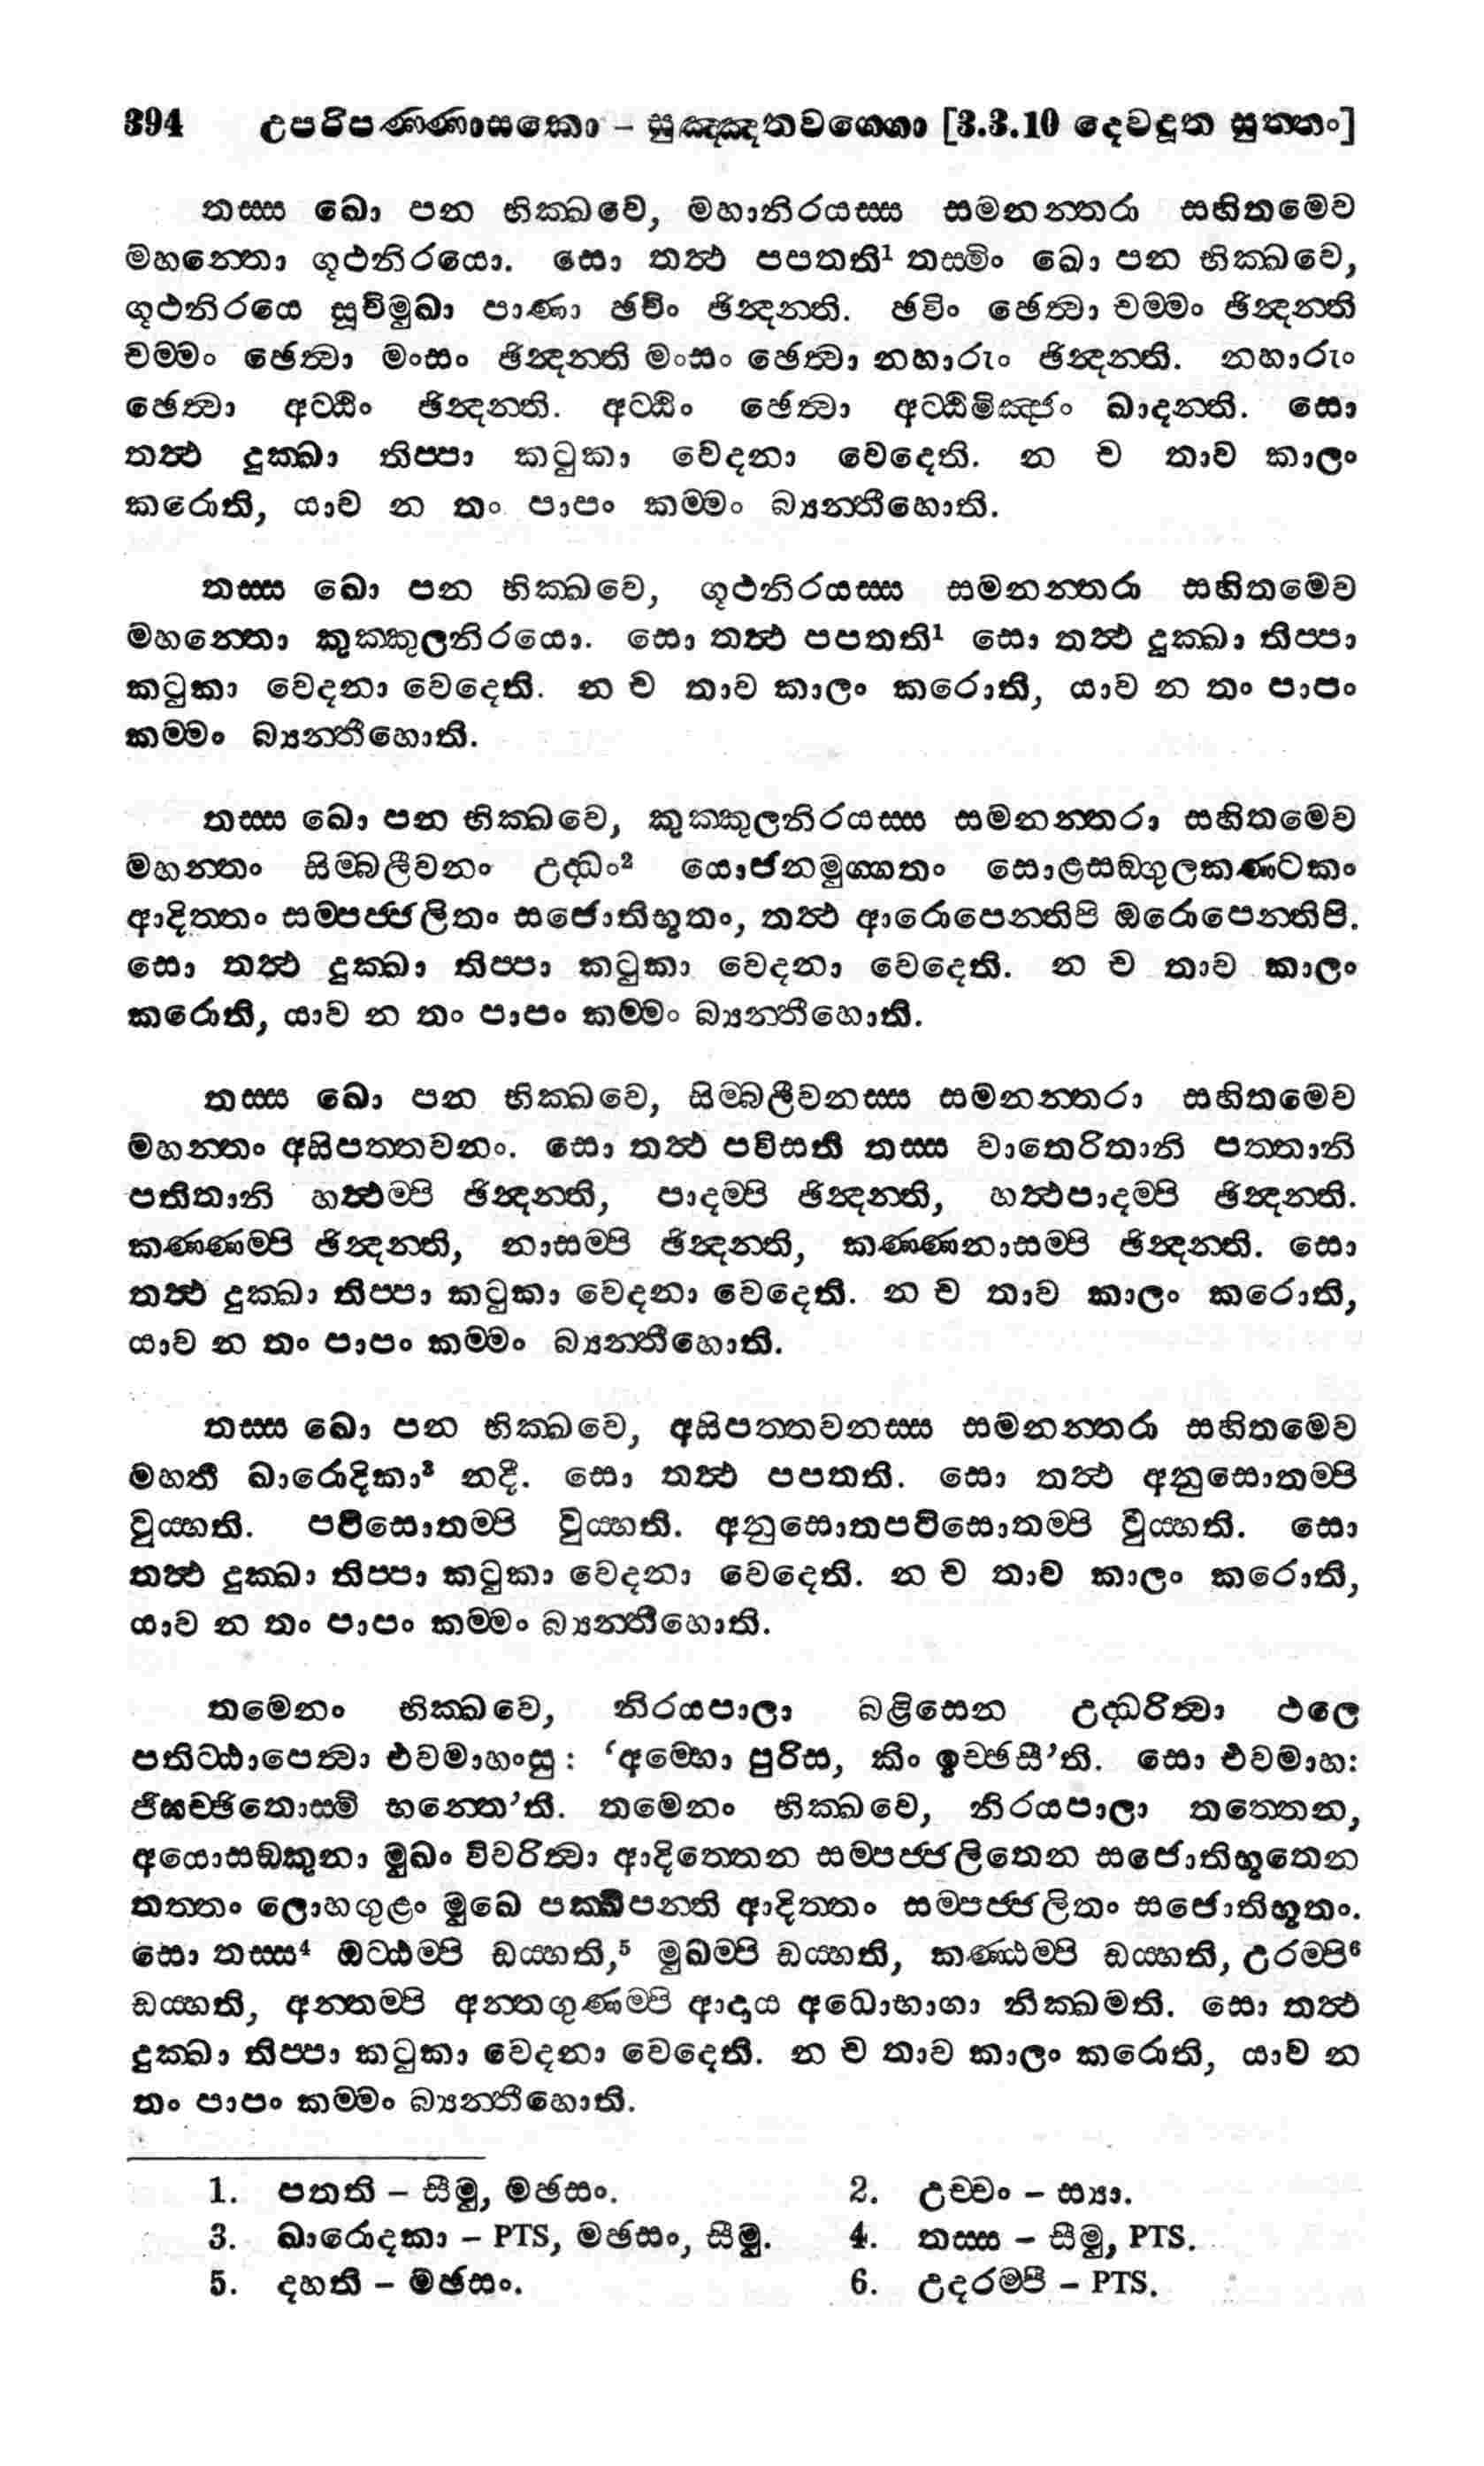 394 උපරිපණ්ණාසකො – සුඤ්ඤතවග්ගො [3.3.10 දෙවදූත සුත්තං]
තස්ස ඛො පන භික්ඛවෙ, මහානිරයස්ස සමනන්තරා සහිතමෙව
මහන්තො ගූථනිරයො. සො තත්ථ පපතති¹ තස්මිං ඛො පන භික්ඛවෙ,
ගූථනිරයෙ සූචිමුඛා පාණා ඡවිං ඡින්දන්ති. ඡවිං ඡෙත්වා චම්මං ඡින්දන්ති
චම්මං ඡෙත්වා මංසං ඡින්දන්ති මංසං ඡෙත්වා නහාරුං ඡින්දන්ති. නහාරුං
ඡෙත්වා අට්ඨිං ඡින්දන්ති. අට්ඨිං ඡෙත්වා අට්ඨිමිඤ්ජං ඛාදන්ති. සො
තත්ථ දුක්ඛා තිප්පා කටුකා වෙදනා වෙදෙති. න ච තාව කාලං
කරොති, යාව න තං පාපං කම්මං බ්‍යන්තීහොති.
තස්ස ඛො පන භික්ඛවෙ, ගූථනිරයස්ස සමනන්තරා සහිතමෙව
මහන්තො කුක්කුලනිරයො. සො තත්ථ පපතති¹ සො තත්ථ දුක්ඛා තිප්පා
කටුකා වෙදනා වෙදෙති. න ච තාව කාලං කරොති, යාව න තං පාපං
කම්මං බ්‍යන්තීහොති.
තස්ස ඛො පන භික්ඛවෙ, කුක්කුලනිරයස්ස සමනන්තරා සහිතමෙව
මහන්තං සිම්බලීවනං උද්ධං² යොජනමුග්ගතං සොළසඞ්ගුලකණ්ටකං
ආදිත්තං සම්පජ්ජලිතං සජොතිභූතං, තත්ථ ආරොපෙන්තිපි ඔරොපෙන්තිපි.
සො තත්ථ දුක්ඛා තිප්පා කටුකා වෙදනා වෙදෙති. න ච තාව කාලං
කරොති, යාව න තං පාපං කම්මං බ්‍යන්තීහොති.
තස්ස ඛො පන භික්ඛවෙ, සිම්බලීවනස්ස සමනන්තරා සහිතමෙව
මහන්තං අසිපත්තවනං. සො තත්ථ පවිසති තස්ස වාතෙරිතානි පත්තානි
පතිතානි හත්ථම්පි ඡින්දන්ති, පාදම්පි ඡින්දන්ති, හත්ථපාදම්පි ඡින්දන්ති.
කණ්ණම්පි ඡින්දන්ති, නාසම්පි ඡින්දන්ති, කණ්ණනාසම්පි ඡින්දන්ති. සො
තත්ථ දුක්ඛා තිප්පා කටුකා වෙදනා වෙදෙති. න ච තාව කාලං කරොති,
යාව න තං පාපං කම්මං බ්‍යන්තීහොති.
තස්ස ඛො පන භික්ඛවෙ, අසිපත්තවනස්ස සමනන්තරා සහිතමෙව
මහතී ඛාරොදිකා³ නදී. සො තත්ථ පපතති. සො තත්ථ අනුසොතම්පි
වුය්හති. පටිසොතම්පි වුය්හති. අනුසොතපටිසොතම්පි වුය්හති. සො
තත්ථ දුක්ඛා තිප්පා කටුකා වෙදනා වෙදෙති. න ච තාව කාලං කරොති,
යාව න තං පාපං කම්මං බ්‍යන්තීහොති.
තමෙනං භික්ඛවෙ, නිරයපාලා බළිසෙන උද්ධරිත්වා ඵලෙ
පතිට්ඨාපෙත්වා එවමාහංසු : ‘අම්භො පුරිස, කිං ඉච්ඡසී’ති. සො එවමාහ:
ජිඝච්ඡිතොස්මි භන්තෙ’ති. තමෙනං භික්ඛවෙ, නිරයපාලා තත්තෙන,
අයොසඞ්කුනා මුඛං විවරිත්වා ආදිත්තෙන සම්පජ්ජලිතෙන සජොතිභූතෙන
තත්තං ලොහගුළං මුඛෙ පක්ඛිපන්ති ආදිත්තං සම්පජ්ජලිතං සජොතිභූතං.
සො තස්ස⁴ ඔට්ඨම්පි ඩය්හති,⁵ මුඛම්පි ඩය්හති, කණ්ඨම්පි ඩය්හති, උරම්පි⁶
ඩය්හති, අන්තම්පි අන්තගුණම්පි ආදාය අධොභාගා නික්ඛමති. සො තත්ථ
දුක්ඛා තිප්පා කටුකා වෙදනා වෙදෙති. න ච තාව කාලං කරොති, යාව න
තං පාපං කම්මං බ්‍යන්තීහොති.
1. පතති – සීමු, මඡසං. 2. උච්චං – ස්‍යා.
3. ඛාරොදකා – PTS, මඡසං, සීමු. 4. තස්ස – සීමු, PTS.
5. දහති – මඡසං. 6. උදරම්පි – PTS.